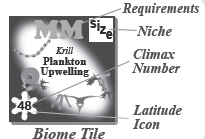 Requirements
MM size
Niche
Krill
Plankton
Upwelling
Climax
Number
48
Latitude
Icon
Biome Tile